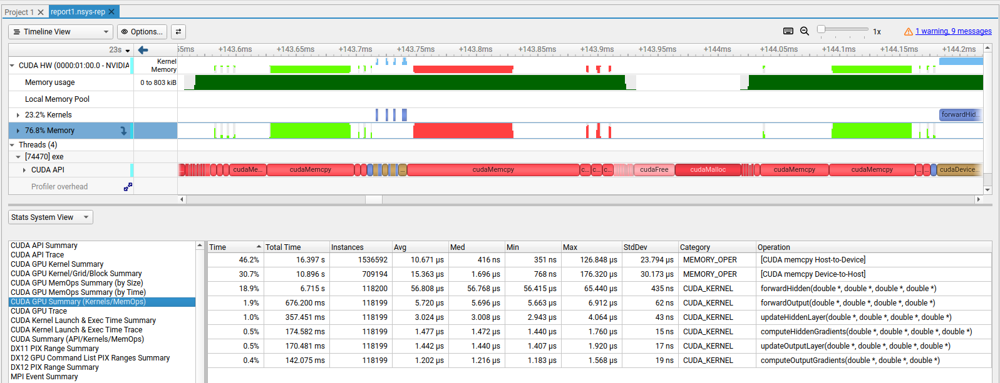 Project 1
report1.nsys-rep
Timeline View
Options...
1x
1 warning, 9 messages
23s
55ms +143.6ms +143.65ms +143.7ms +143.75ms +143.8ms +143.85ms +143.9ms +143.95ms +144ms +144.05ms +144.1ms +144.15ms +144.2ms
CUDA HW (0000:01:00.0 - NVIDIA
Kernel
Memory
Memory usage
0 to 803 kiB
Local Memory Pool
23.2% Kernels
forwardHid...
76.8% Memory
Threads (4)
[74470] exe
CUDA API
... cudaMe... cudaMemcpy ... cudaMemcpy c... c... c... cudaFree cudaMalloc cudaMemcpy cudaMemcpy ... ... cudaDevice...
Profiler overhead
Stats System View
CUDA API Summary
CUDA API Trace
CUDA GPU Kernel Summary
CUDA GPU Kernel/Grid/Block Summary
CUDA GPU MemOps Summary (by Size)
CUDA GPU MemOps Summary (by Time)
CUDA GPU Summary (Kernels/MemOps)
CUDA GPU Trace
CUDA Kernel Launch & Exec Time Summary
CUDA Kernel Launch & Exec Time Trace
CUDA Summary (API/Kernels/MemOps)
DX11 PIX Range Summary
DX12 GPU Command List PIX Ranges Summary
DX12 PIX Range Summary
MPI Event Summary
Time Total Time Instances Avg Med Min Max StdDev Category Operation
46.2% 16.397 s 1536592 10.671 μs 416 ns 351 ns 126.848 μs 23.794 μs MEMORY_OPER [CUDA memcpy Host-to-Device]
30.7% 10.896 s 709194 15.363 μs 1.696 μs 768 ns 176.320 μs 30.173 μs MEMORY_OPER [CUDA memcpy Device-to-Host]
18.9% 6.715 s 118200 56.808 μs 56.768 μs 56.415 μs 65.440 μs 435 ns CUDA_KERNEL forwardHidden(double *, double *, double *, double *)
1.9% 676.200 ms 118199 5.720 μs 5.696 μs 5.663 μs 6.912 μs 62 ns CUDA_KERNEL forwardOutput(double *, double *, double *, double *)
1.0% 357.451 ms 118199 3.024 μs 3.008 μs 2.943 μs 4.064 μs 43 ns CUDA_KERNEL updateHiddenLayer(double *, double *, double *, double *)
0.5% 174.582 ms 118199 1.477 μs 1.472 μs 1.440 μs 1.760 μs 15 ns CUDA_KERNEL computeHiddenGradients(double *, double *, double *, double *)
0.5% 170.481 ms 118199 1.442 μs 1.440 μs 1.407 μs 1.920 μs 17 ns CUDA_KERNEL updateOutputLayer(double *, double *, double *, double *)
0.4% 142.075 ms 118199 1.202 μs 1.216 μs 1.183 μs 1.568 μs 19 ns CUDA_KERNEL computeOutputGradients(double *, double *, double *)